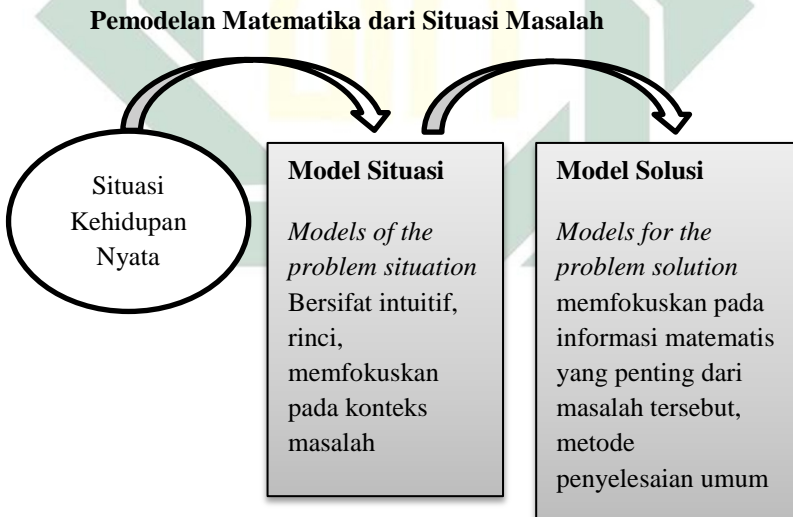 Pemodelan Matematika dari Situasi Masalah
Situasi
Kehidupan
Nyata
Model Situasi
Models of the
problem situation
Bersifat intuitif,
rinci,
memfokuskan
pada konteks
masalah
Model Solusi
Models for the
problem solution
memfokuskan pada
informasi matematis
yang penting dari
masalah tersebut,
metode
penyelesaian umum